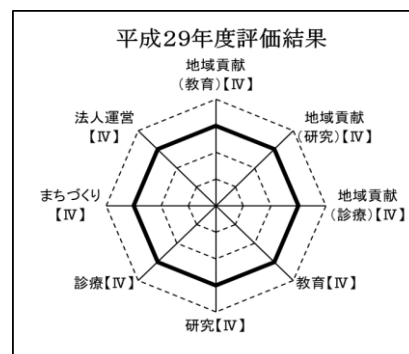 平成29年度評価結果
地域貢献
(教育)【Ⅳ】
法人運営
【Ⅳ】
地域貢献
(研究)【Ⅳ】
まちづくり
【Ⅳ】
地域貢献
(診療)【Ⅳ】
診療【Ⅳ】
教育【Ⅳ】
研究【Ⅳ】